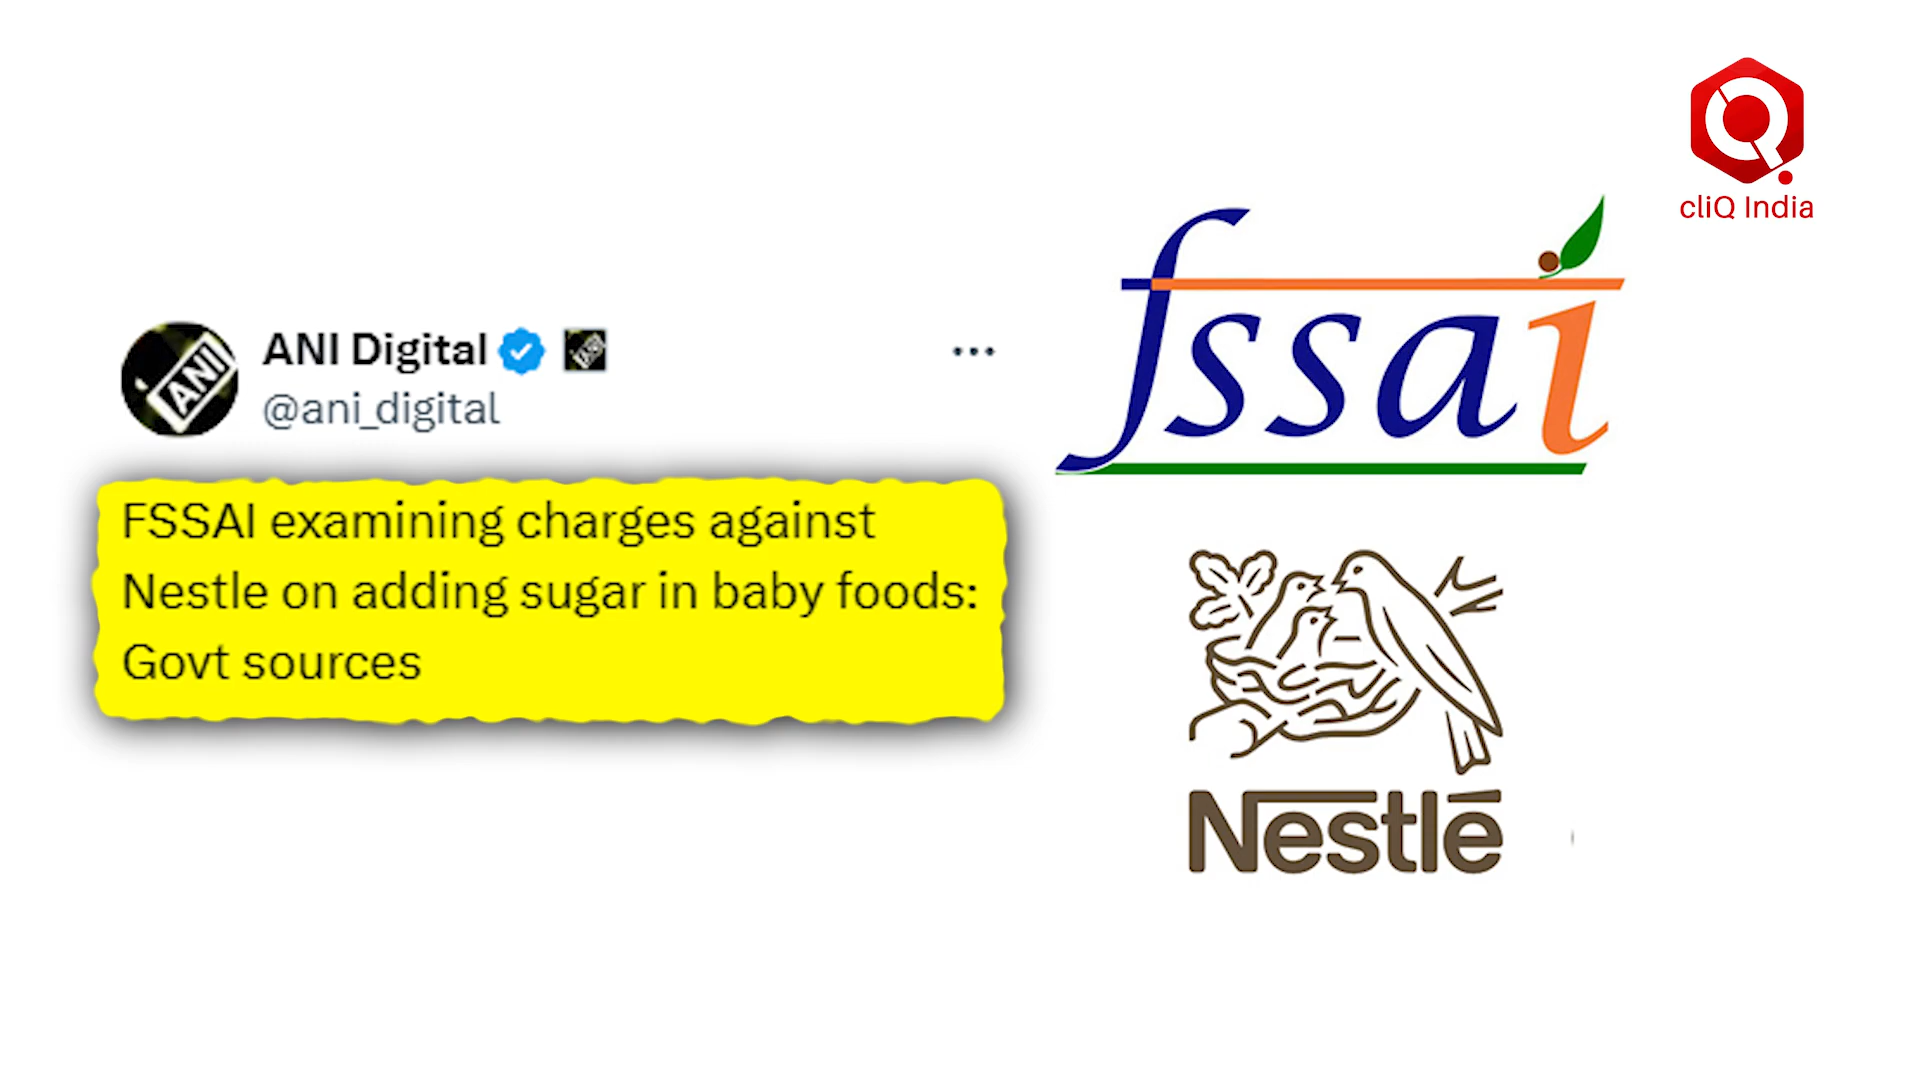 cliQ India
fssai
ANI Digital
ANI
@ani_digital
FSSAI examining charges against
Nestle on adding sugar in baby foods:
Govt sources
Nestlé